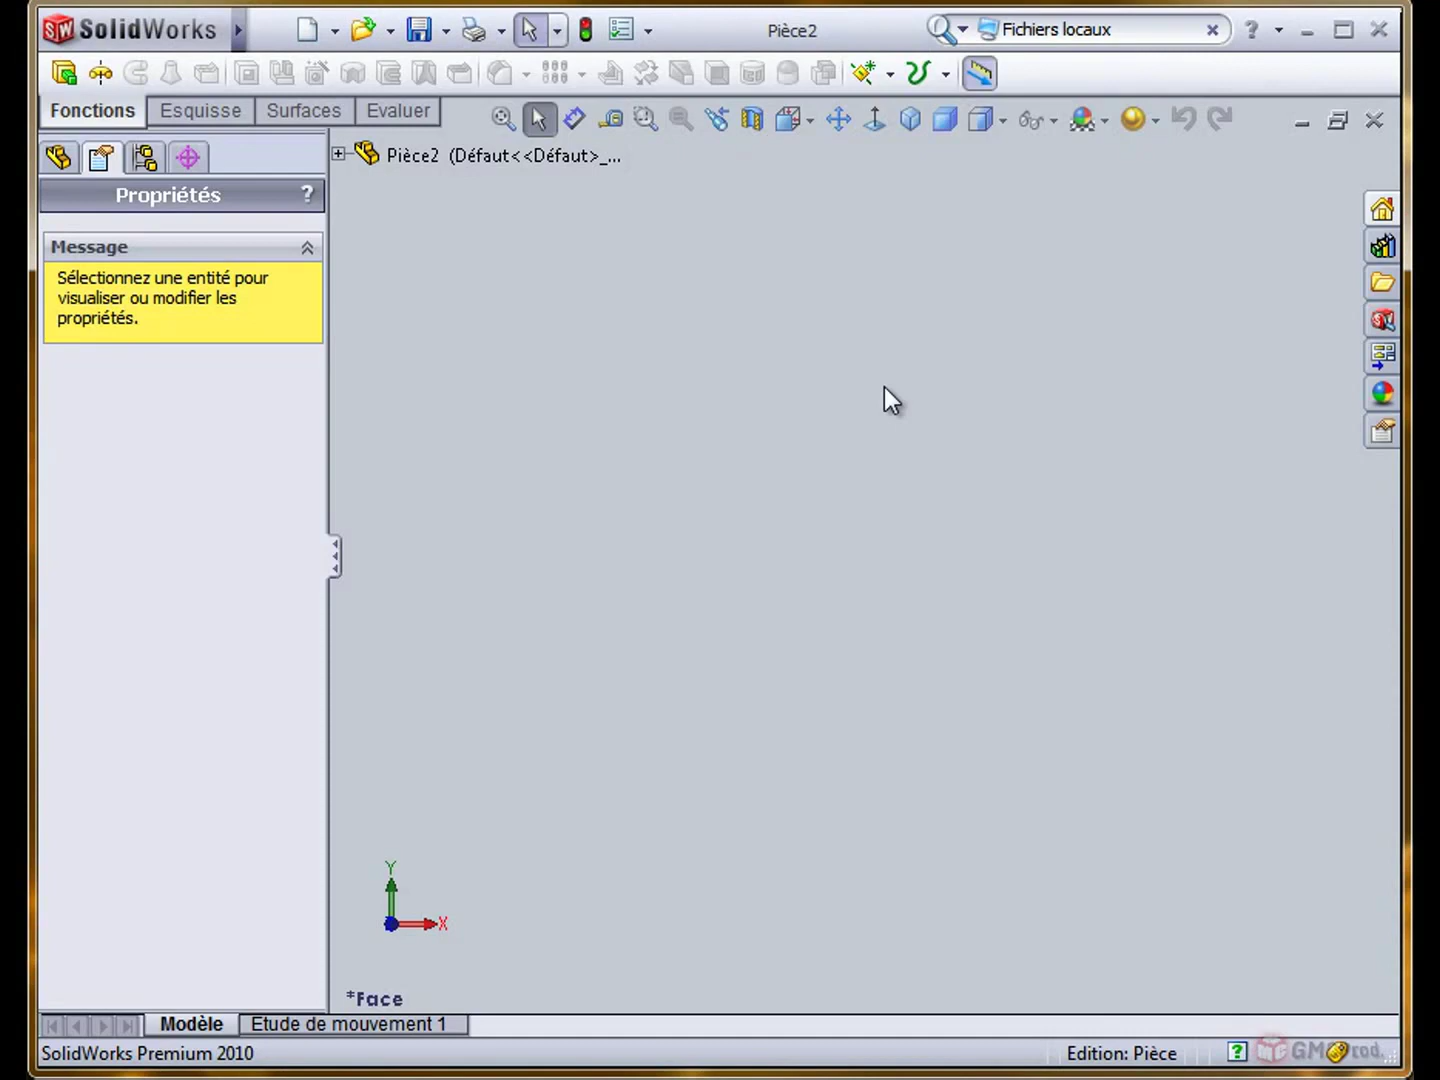 SolidWorks
Pièce2
Fichiers locaux
Fonctions
Esquisse
Surfaces
Evaluer
Pièce2 (Défaut<<Défaut>_...
Propriétés
?
Message
Sélectionnez une entité pour
visualiser ou modifier les
propriétés.
Y
X
*Face
Modèle
Etude de mouvement 1
SolidWorks Premium 2010
Edition: Pièce
?